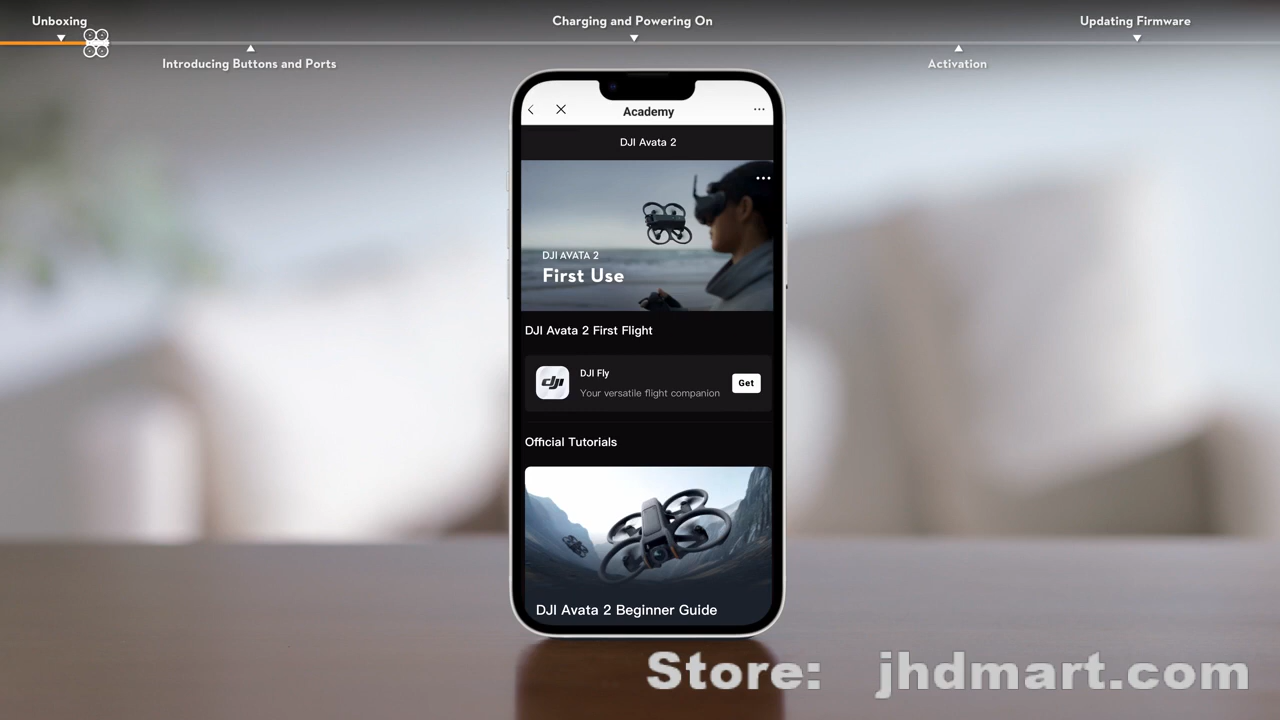 Unboxing
Charging and Powering On
Updating Firmware
Introducing Buttons and Ports
Activation
Academy
DJI Avata 2
DJI AVATA 2
First Use
DJI Avata 2 First Flight
dji
DJI Fly
Your versatile flight companion
Get
Official Tutorials
DJI Avata 2 Beginner Guide
Store: jhdmart.com